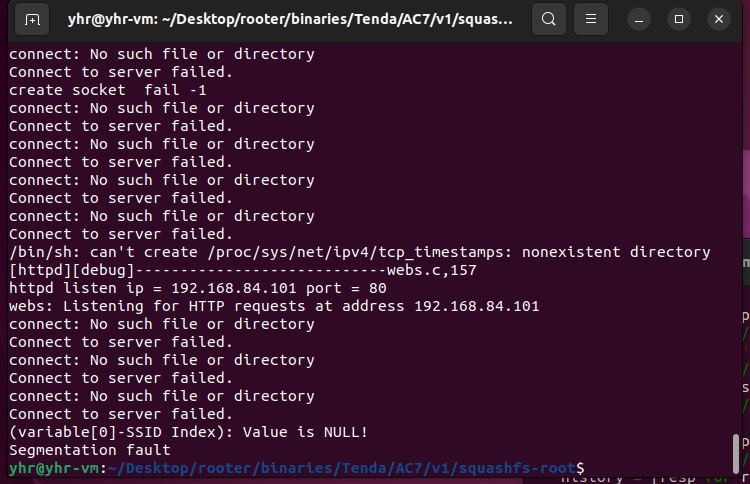 yhr@yhr-vm: ~/Desktop/rooter/binaries/Tenda/AC7/v1/squas...
connect: No such file or directory
Connect to server failed.
create socket  fail -1
connect: No such file or directory
Connect to server failed.
connect: No such file or directory
Connect to server failed.
connect: No such file or directory
Connect to server failed.
connect: No such file or directory
Connect to server failed.
/bin/sh: can't create /proc/sys/net/ipv4/tcp_timestamps: nonexistent directory
[httpd][debug]----------------------------webs.c,157
httpd listen ip = 192.168.84.101 port = 80
webs: Listening for HTTP requests at address 192.168.84.101
connect: No such file or directory
Connect to server failed.
connect: No such file or directory
Connect to server failed.
connect: No such file or directory
Connect to server failed.
(variable[0]-SSID Index): Value is NULL!
Segmentation fault
yhr@yhr-vm:~/Desktop/rooter/binaries/Tenda/AC7/v1/squashfs-root$